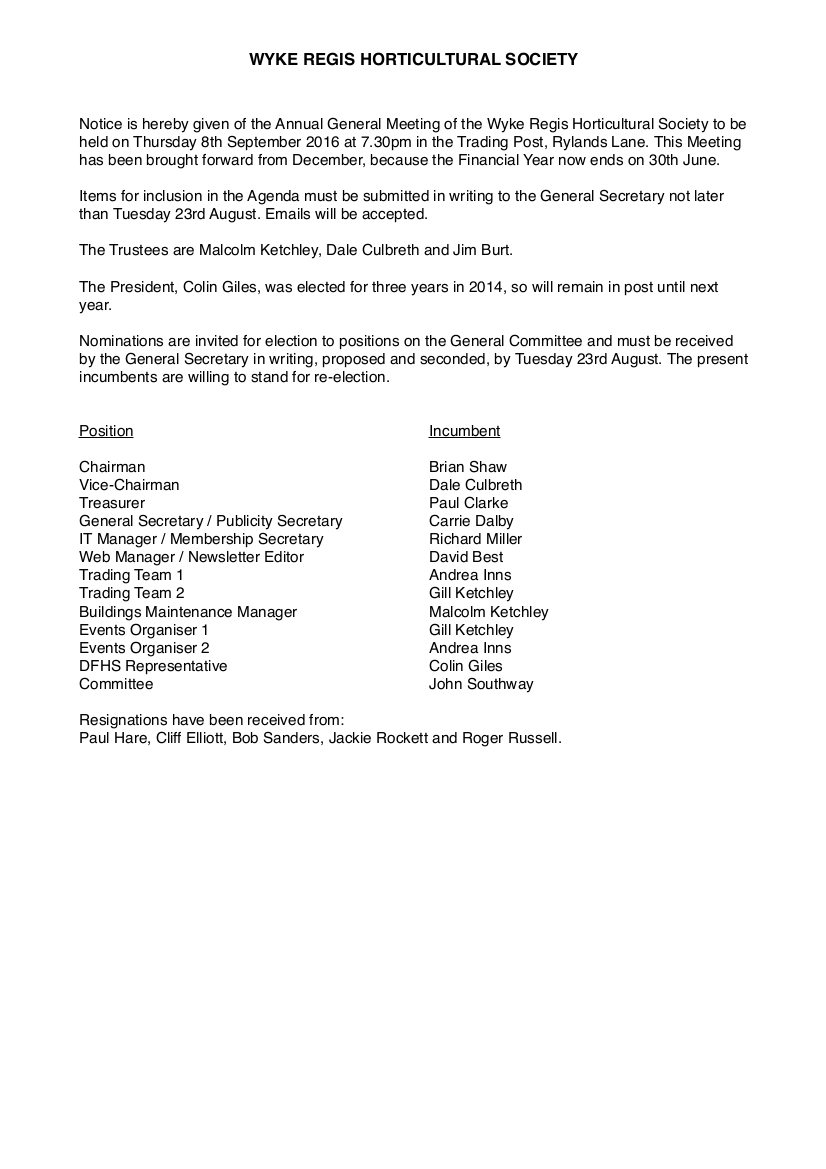 WYKE REGIS HORTICULTURAL SOCIETY
Notice is hereby given of the Annual General Meeting of the Wyke Regis Horticultural Society to be
held on Thursday 8th September 2016 at 7.30pm in the Trading Post, Rylands Lane. This Meeting
has been brought forward from December, because the Financial Year now ends on 30th June.
Items for inclusion in the Agenda must be submitted in writing to the General Secretary not later
than Tuesday 23rd August. Emails will be accepted.
The Trustees are Malcolm Ketchley, Dale Culbreth and Jim Burt.
The President, Colin Giles, was elected for three years in 2014, so will remain in post until next
year.
Nominations are invited for election to positions on the General Committee and must be received
by the General Secretary in writing, proposed and seconded, by Tuesday 23rd August. The present
incumbents are willing to stand for re-election.
Position Incumbent
Chairman Brian Shaw
Vice-Chairman Dale Culbreth
Treasurer Paul Clarke
General Secretary / Publicity Secretary Carrie Dalby
IT Manager / Membership Secretary Richard Miller
Web Manager / Newsletter Editor David Best
Trading Team 1 Andrea Inns
Trading Team 2 Gill Ketchley
Buildings Maintenance Manager Malcolm Ketchley
Events Organiser 1 Gill Ketchley
Events Organiser 2 Andrea Inns
DFHS Representative Colin Giles
Committee John Southway
Resignations have been received from:
Paul Hare, Cliff Elliott, Bob Sanders, Jackie Rockett and Roger Russell.